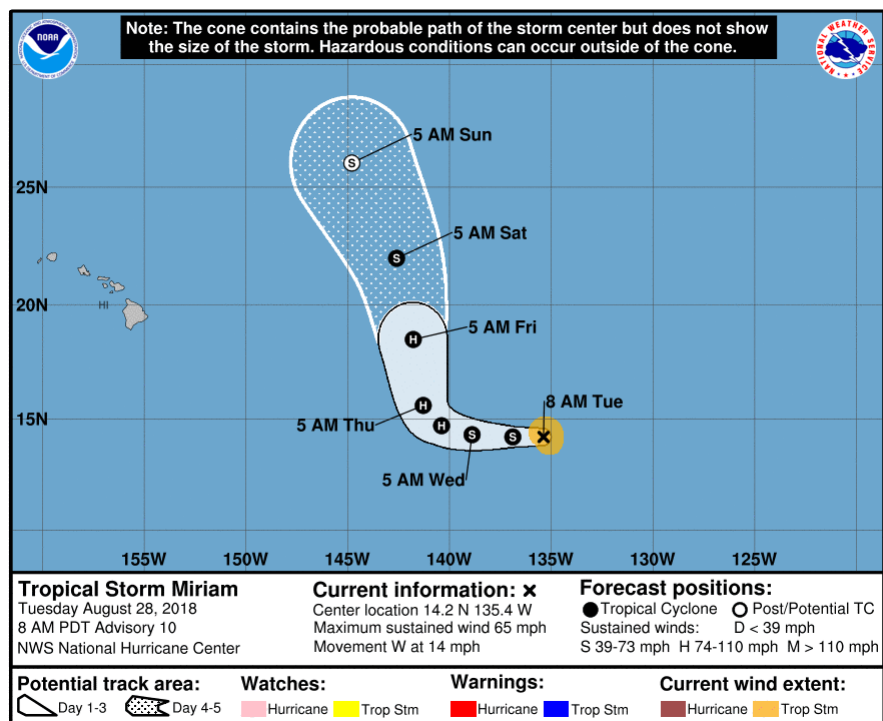 Note: The cone contains the probable path of the storm center but does not show
the size of the storm. Hazardous conditions can occur outside of the cone.
NOAA
NATIONAL WEATHER SERVICE
5 AM Sun
25N
5 AM Sat
HI
20N
5 AM Fri
S
S
H
H
H
S
S
8 AM Tue
15N
5 AM Thu
5 AM Wed
155W 150W 145W 140W 135W 130W 125W
Tropical Storm Miriam
Tuesday August 28, 2018
8 AM PDT Advisory 10
NWS National Hurricane Center
Current information: ×
Center location 14.2 N 135.4 W
Maximum sustained wind 65 mph
Movement W at 14 mph
Forecast positions:
Tropical Cyclone Post/Potential TC
Sustained winds: D < 39 mph
S 39-73 mph H 74-110 mph M > 110 mph
Potential track area:
Day 1-3 Day 4-5
Watches:
Hurricane Trop Stm
Warnings:
Hurricane Trop Stm
Current wind extent:
Hurricane Trop Stm